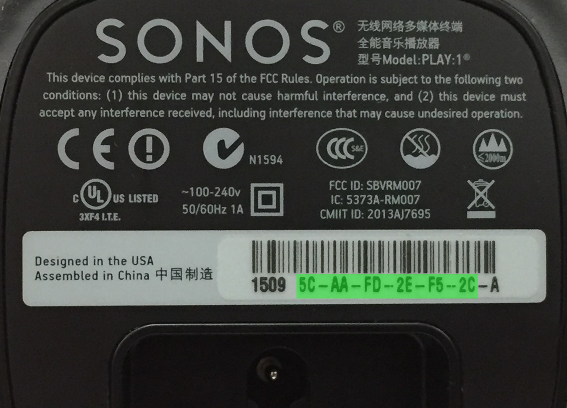 SONOS®
无线网络多媒体终端
全能音乐播放器
型号Model:PLAY:1®
This device complies with Part 15 of the FCC Rules. Operation is subject to the following two
conditions: (1) this device may not cause harmful interference, and (2) this device must
accept any interference received, including interference that may cause undesired operation.
CE
N1594
CCC S&E
≤2000m
C UL US LISTED
3XF4 I.T.E.
~100-240v
50/60Hz 1A
FCC ID: SBVRM007
IC: 5373A-RM007
CMIIT ID: 2013AJ7695
Designed in the USA
Assembled in China 中国制造
1509 5C-AA-FD-2E-F5-2C-A